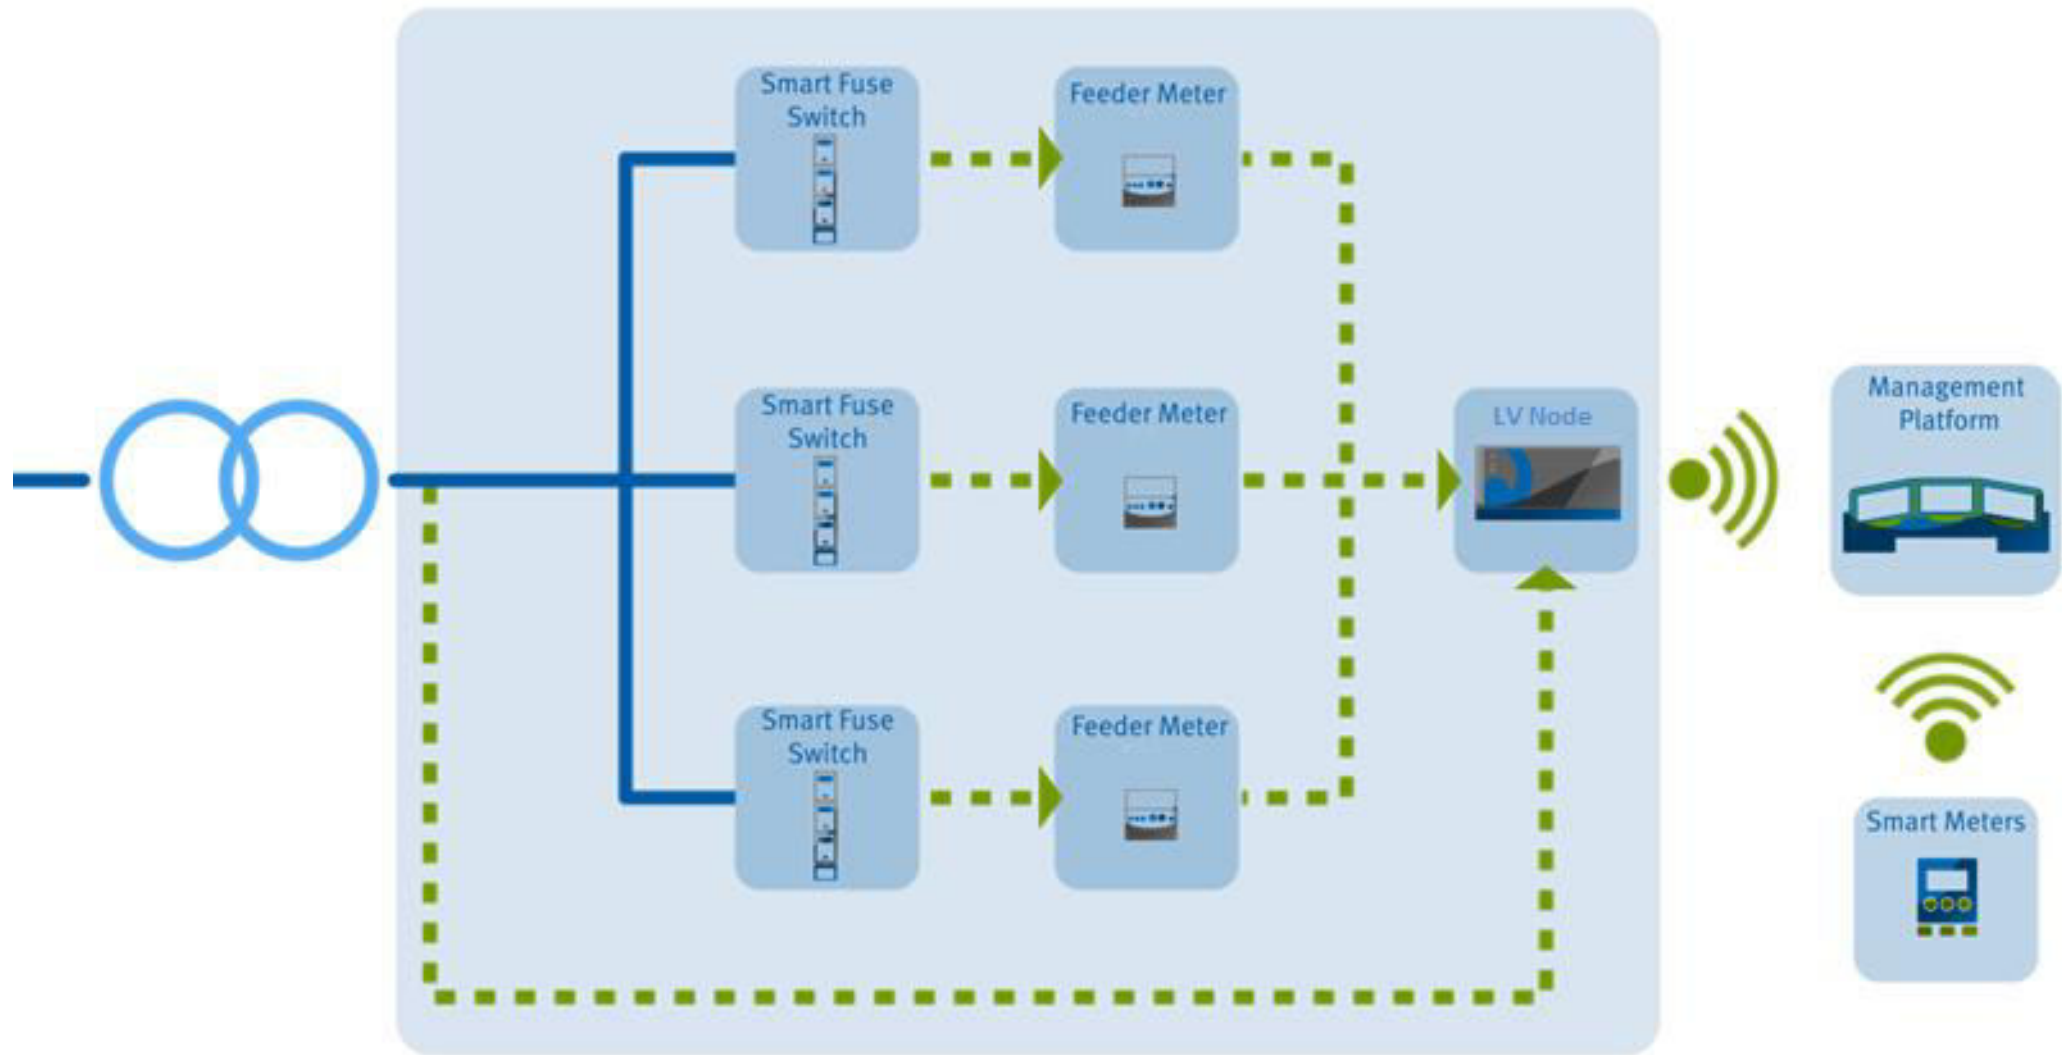 Smart Fuse
Switch
Feeder Meter
Smart Fuse
Switch
Feeder Meter
LV Node
Management
Platform
Smart Fuse
Switch
Feeder Meter
Smart Meters